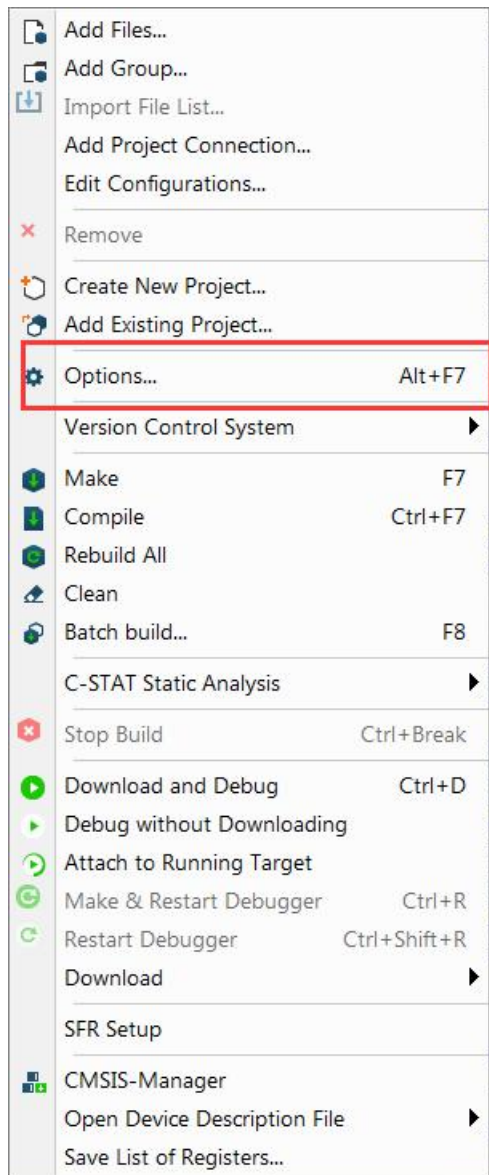 Add Files...
Add Group...
Import File List...
Add Project Connection...
Edit Configurations...
Remove
Create New Project...
Add Existing Project...
Options... Alt+F7
Version Control System
Make F7
Compile Ctrl+F7
Rebuild All
Clean
Batch build... F8
C-STAT Static Analysis
Stop Build Ctrl+Break
Download and Debug Ctrl+D
Debug without Downloading
Attach to Running Target
Make & Restart Debugger Ctrl+R
Restart Debugger Ctrl+Shift+R
Download
SFR Setup
CMSIS-Manager
Open Device Description File
Save List of Registers...